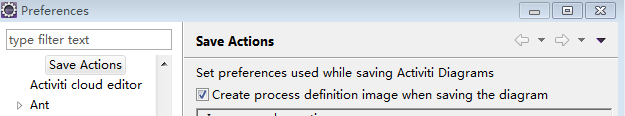 Preferences
type filter text
Save Actions
Activiti cloud editor
Ant
Save Actions
Set preferences used while saving Activiti Diagrams
Create process definition image when saving the diagram